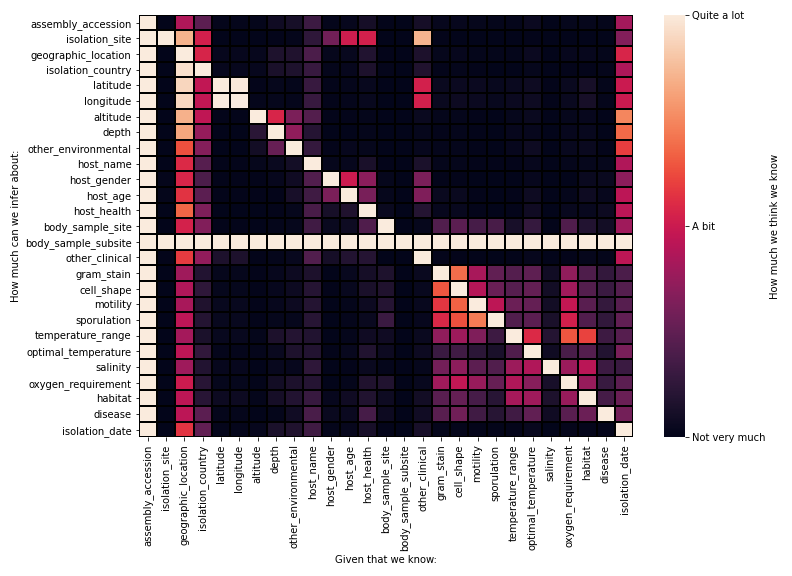 How much can we infer about:
assembly_accession
isolation_site
geographic_location
isolation_country
latitude
longitude
altitude
depth
other_environmental
host_name
host_gender
host_age
host_health
body_sample_site
body_sample_subsite
other_clinical
gram_stain
cell_shape
motility
sporulation
temperature_range
optimal_temperature
salinity
oxygen_requirement
habitat
disease
isolation_date
assembly_accession
isolation_site
geographic_location
isolation_country
latitude
longitude
altitude
depth
other_environmental
host_name
host_gender
host_age
host_health
body_sample_site
body_sample_subsite
other_clinical
gram_stain
cell_shape
motility
sporulation
temperature_range
optimal_temperature
salinity
oxygen_requirement
habitat
disease
isolation_date
Given that we know:
Quite a lot
A bit
Not very much
How much we think we know